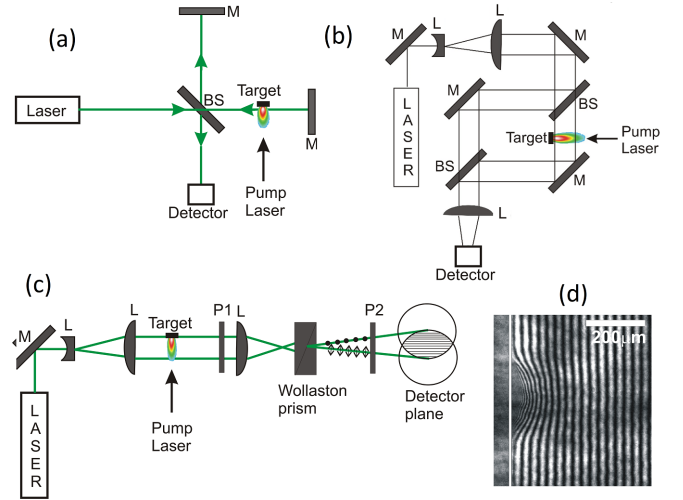 (a)
M
BS
Laser
Target
M
Pump
Laser
Detector
(b)
M
L
L
M
LASER
M
BS
Target
Pump
Laser
BS
M
L
Detector
(c)
M
L
L
Target
P1
L
P2
LASER
Pump
Laser
Wollaston
prism
Detector
plane
(d)
200μm